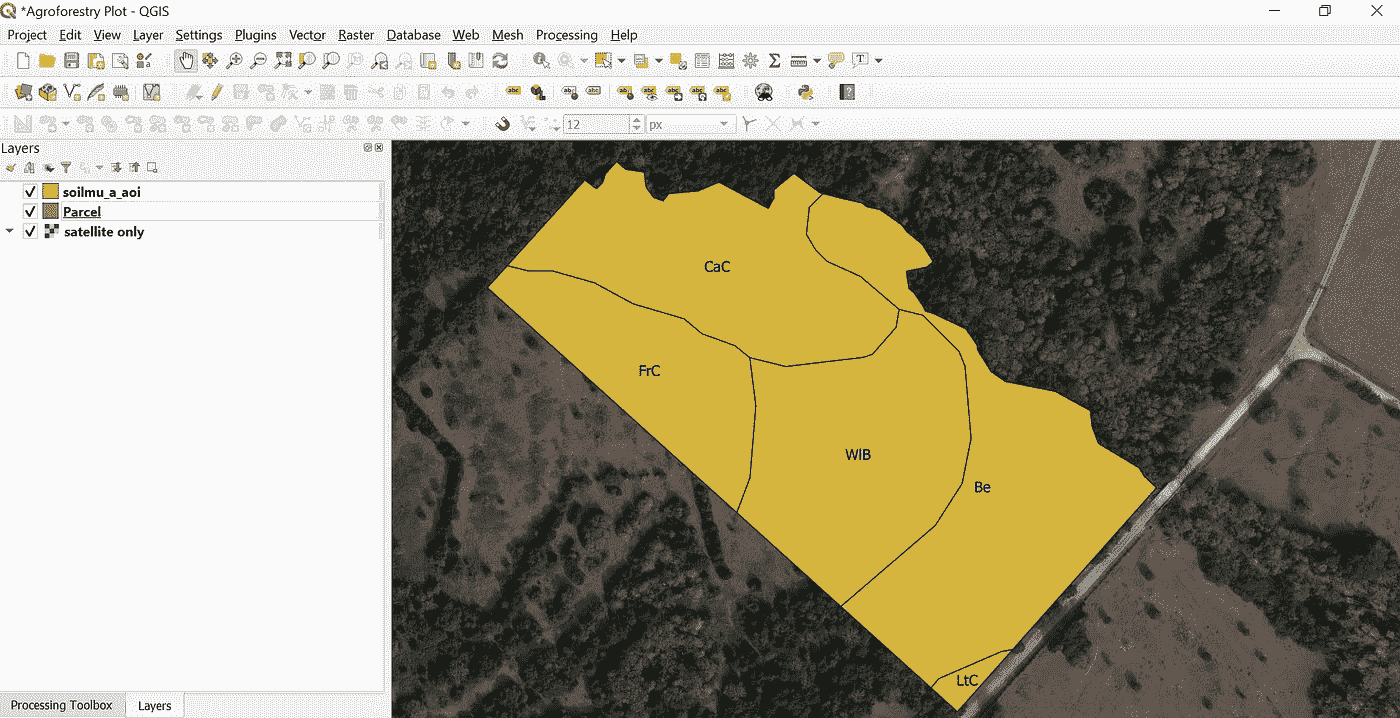 *Agroforestry Plot - QGIS
Project Edit View Layer Settings Plugins Vector Raster Database Web Mesh Processing Help
12 px
Layers
soilmu_a_aoi
Parcel
satellite only
CaC
FrC
WlB
Be
LtC
Processing Toolbox Layers